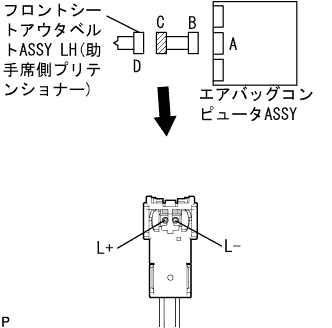 フロントシー
トアウタベル
トASSY LH(助
手席側プリテ
ンショナー)
C
B
D
A
エアバッグコン
ピュータASSY
L+
L-
P